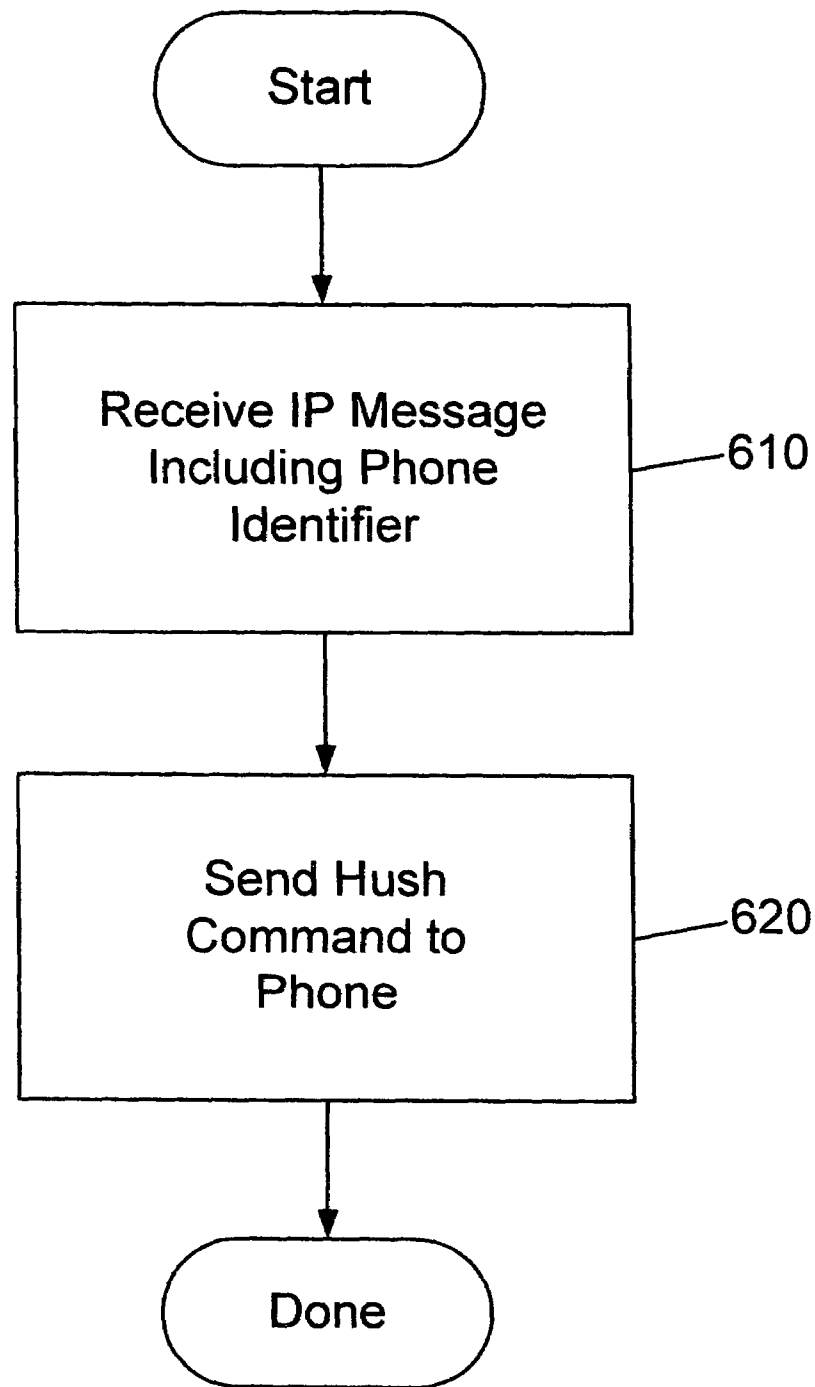 Start
Receive IP Message
Including Phone
Identifier
610
Send Hush
Command to
Phone
620
Done